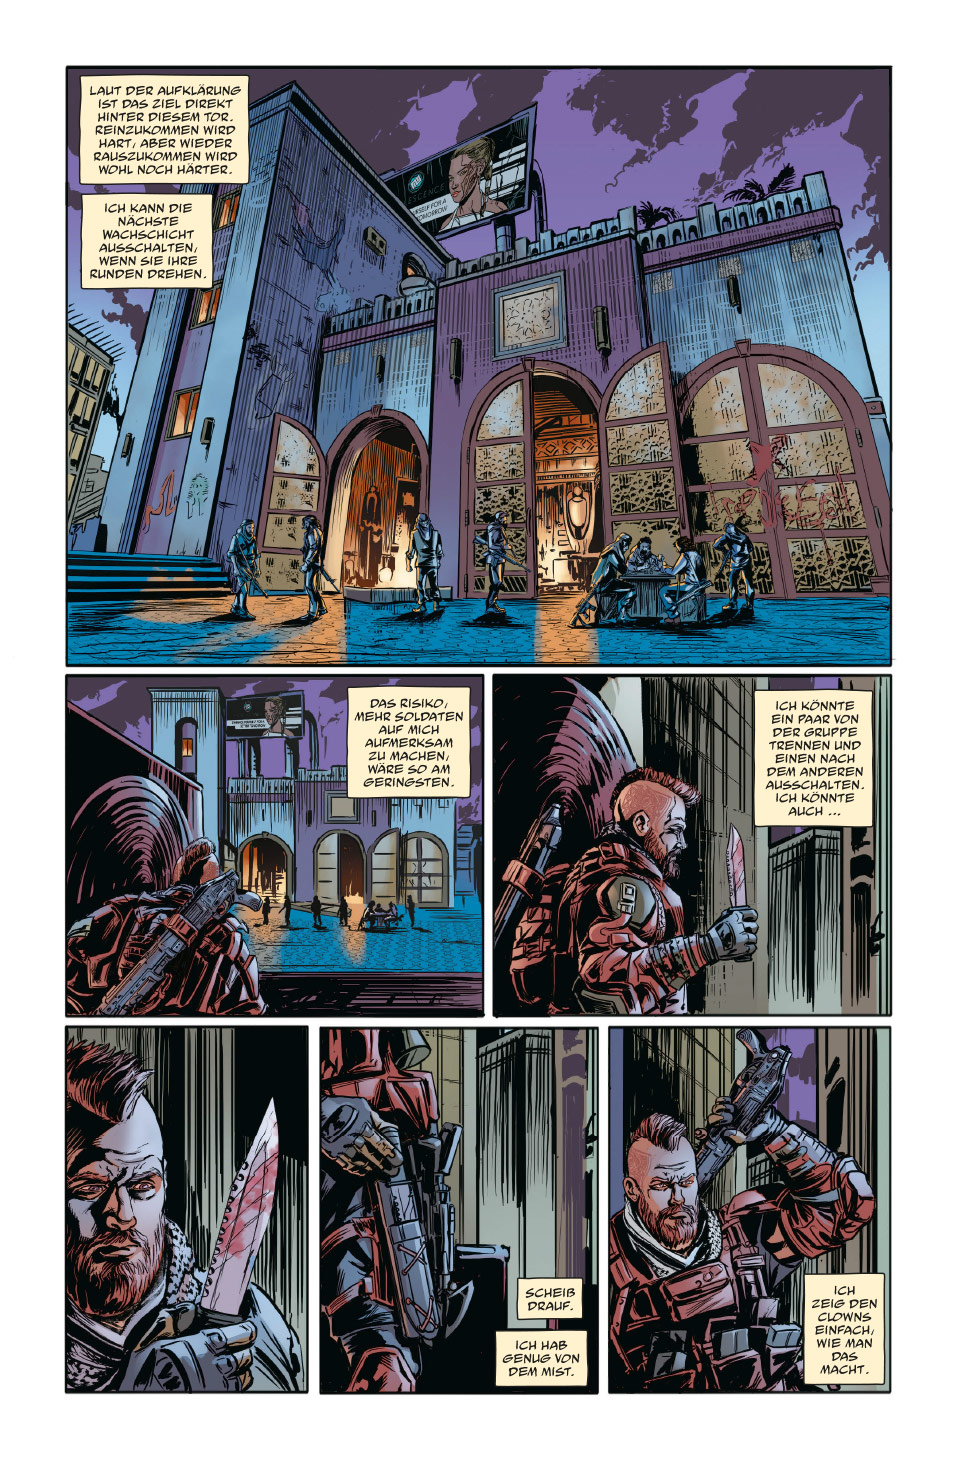 LAUT DER AUFKLÄRUNG
IST DAS ZIEL DIREKT
HINTER DIESEM TOR.
REINZUKOMMEN WIRD
HART, ABER WIEDER
RAUSZUKOMMEN WIRD
WOHL NOCH HÄRTER.
ICH KANN DIE
NÄCHSTE
WACHSCHICHT
AUSSCHALTEN,
WENN SIE IHRE
RUNDEN DREHEN.
ENCE
RSELF FOR A
TOMORROW
DAS RISIKO,
MEHR SOLDATEN
AUF MICH
AUFMERKSAM
ZU MACHEN,
WÄRE SO AM
GERINGSTEN.
ICH KÖNNTE
EIN PAAR VON
DER GRUPPE
TRENNEN UND
EINEN NACH
DEM ANDEREN
AUSSCHALTEN.
ICH KÖNNTE
AUCH ...
SCHEIß
DRAUF.
ICH HAB
GENUG VON
DEM MIST.
ICH
ZEIG DEN
CLOWNS
EINFACH,
WIE MAN
DAS
MACHT.